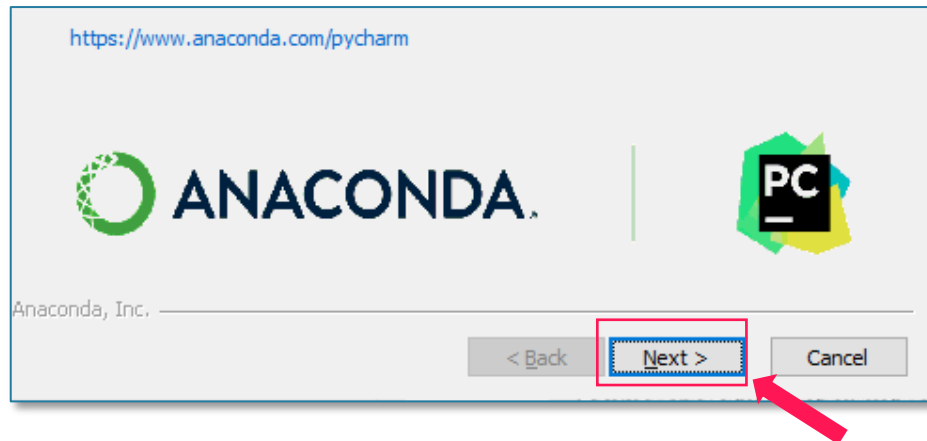 https://www.anaconda.com/pycharm
ANACONDA.
PC
Anaconda, Inc.
< Back Next > Cancel